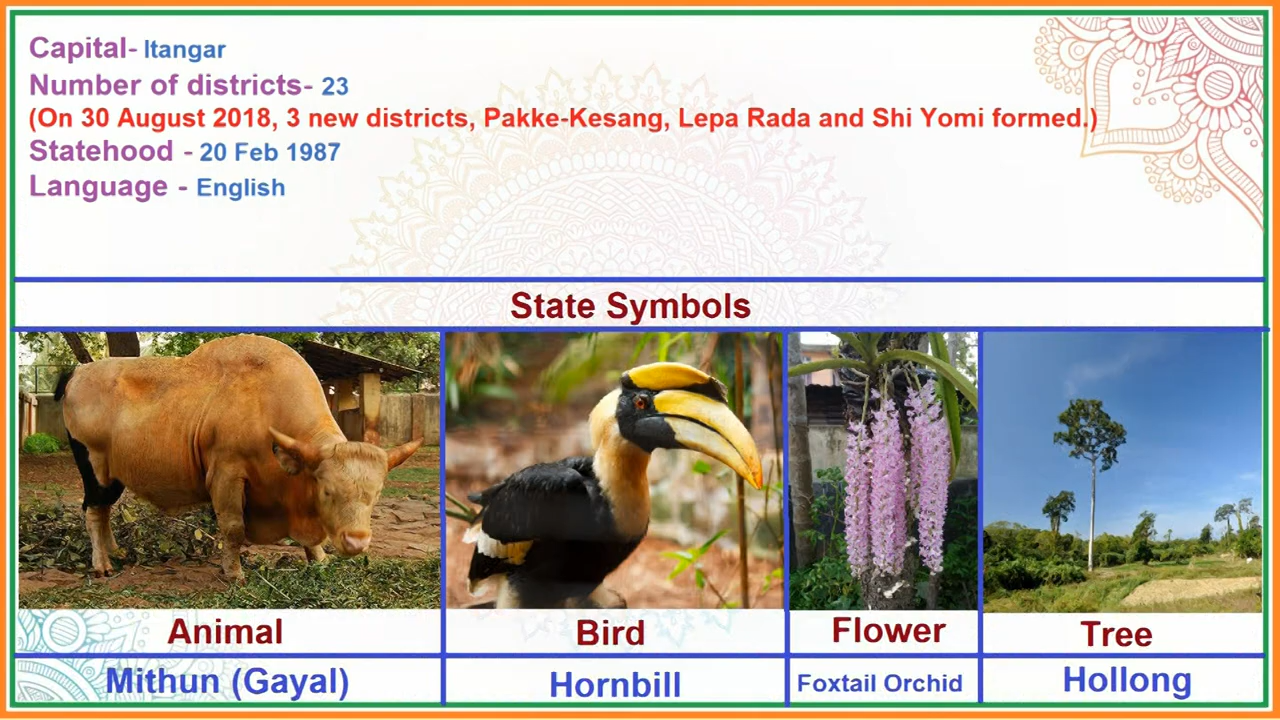 Capital- Itangar
Number of districts- 23
(On 30 August 2018, 3 new districts, Pakke-Kesang, Lepa Rada and Shi Yomi formed.)
Statehood - 20 Feb 1987
Language - English
State Symbols
Animal Bird Flower Tree
Mithun (Gayal) Hornbill Foxtail Orchid Hollong